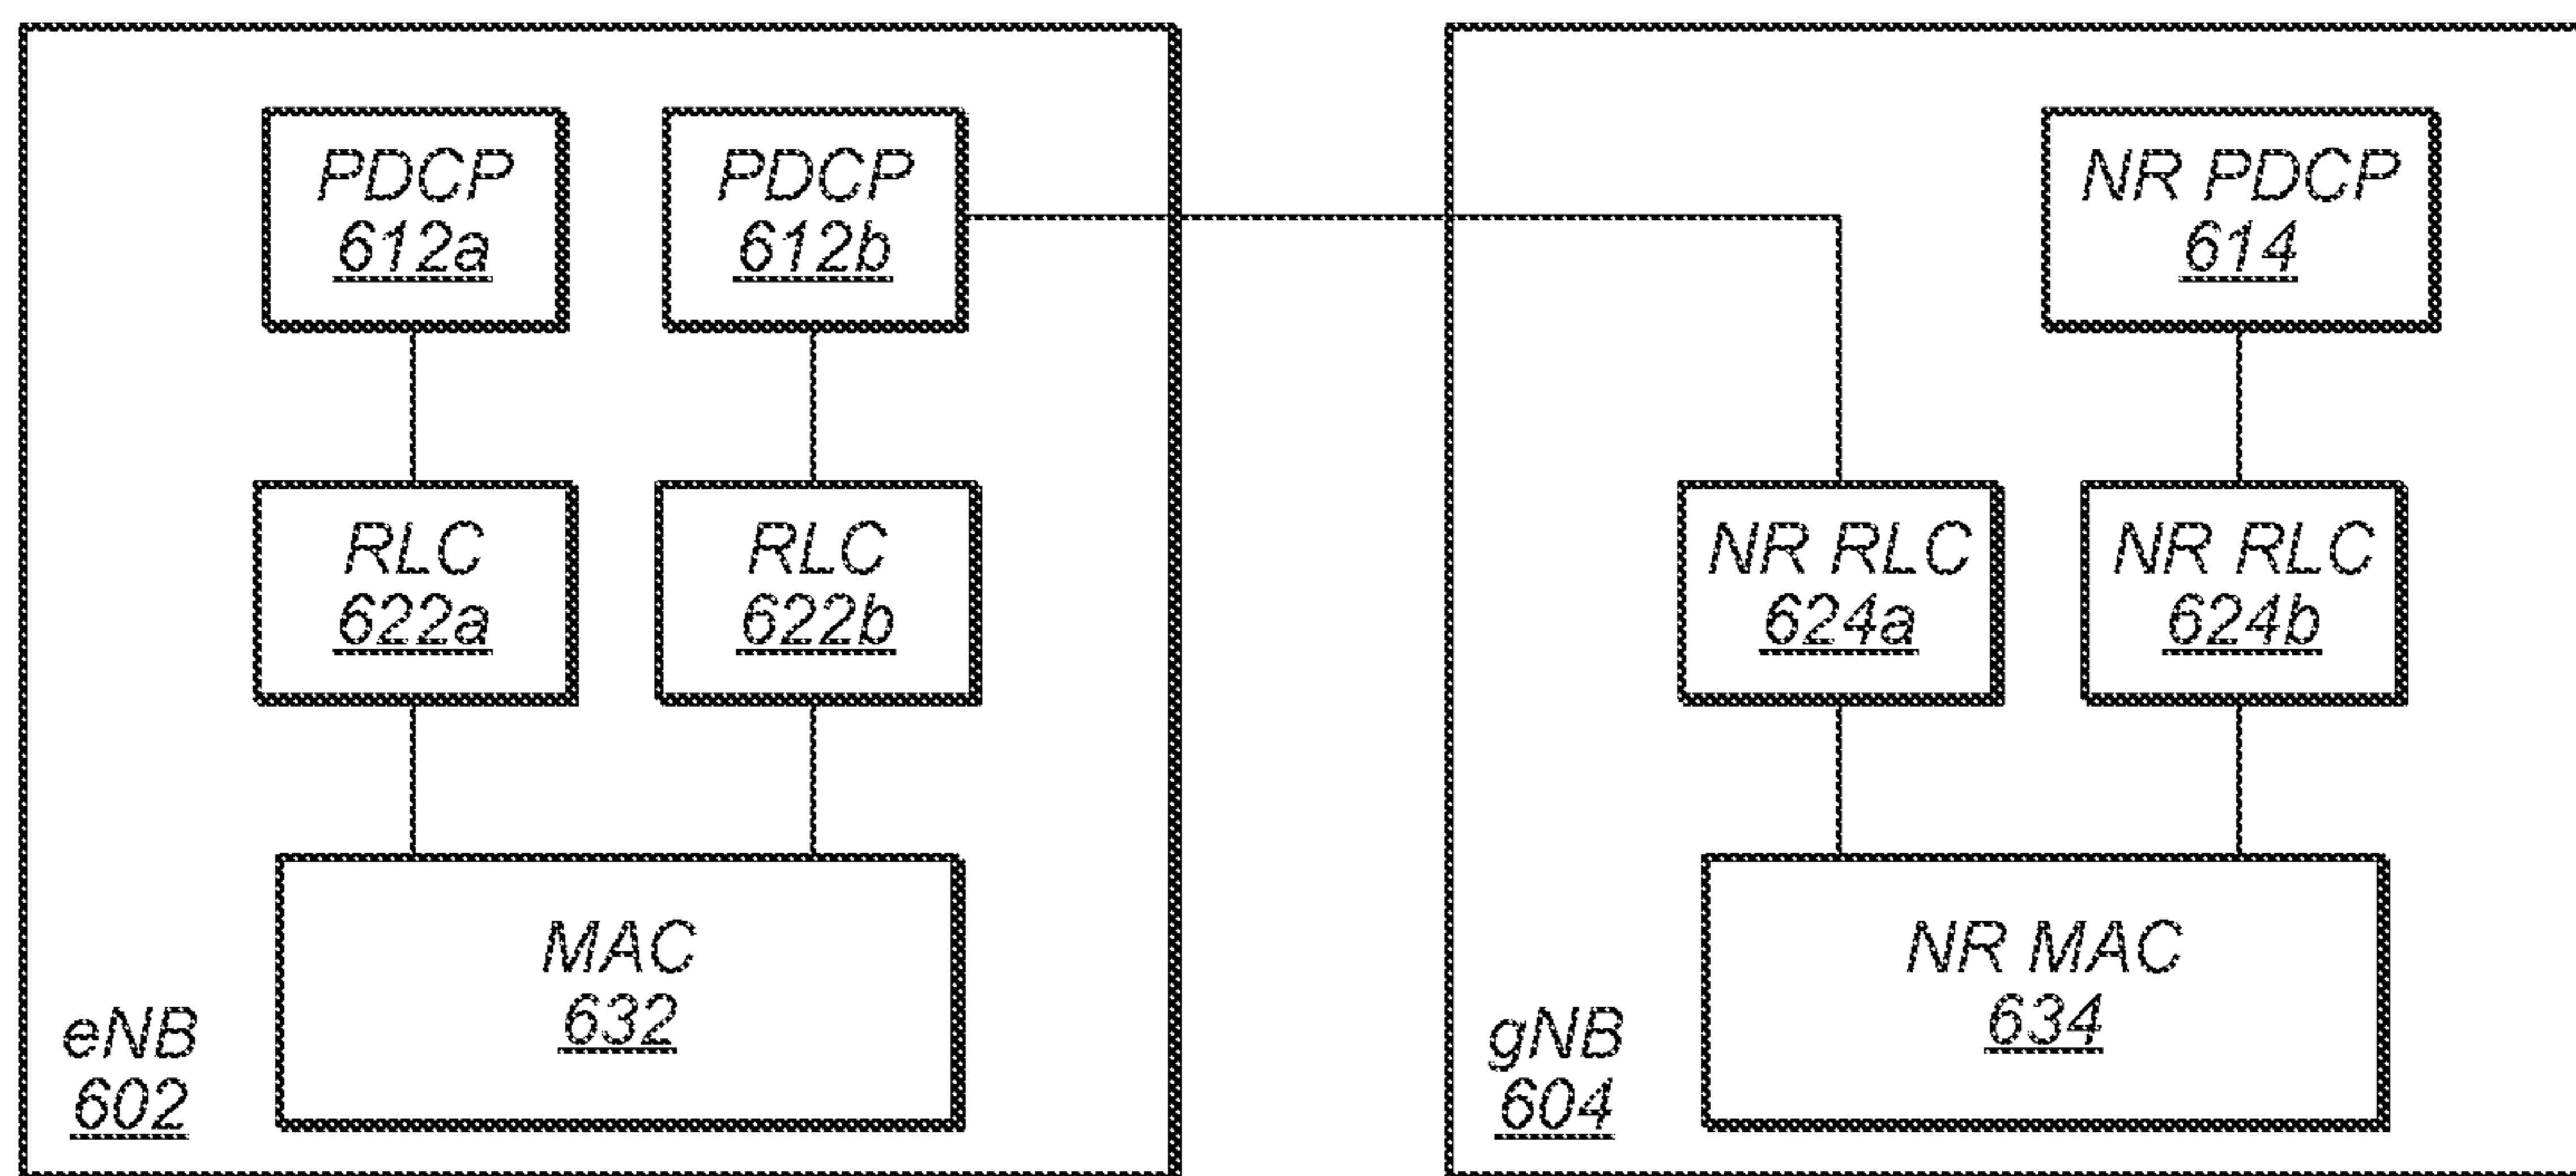 PDCP
612a
PDCP
612b
NR PDCP
614
RLC
622a
RLC
622b
NR RLC
624a
NR RLC
624b
MAC
632
NR MAC
634
eNB
602
gNB
604